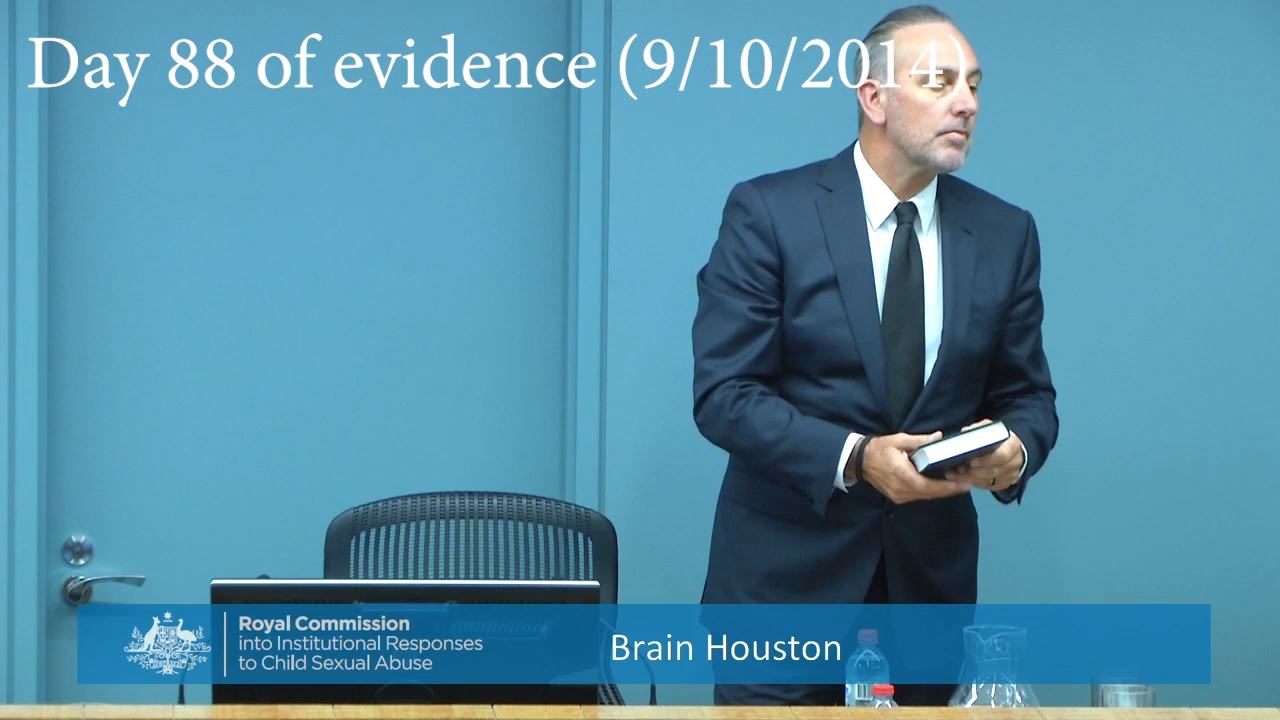 Day 88 of evidence (9/10/2014)
Royal Commission
into Institutional Responses
to Child Sexual Abuse
Brain Houston